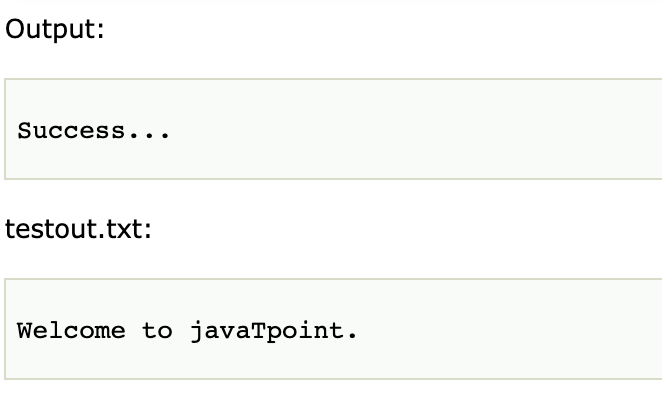 Output:
Success...
testout.txt:
Welcome to javaTpoint.